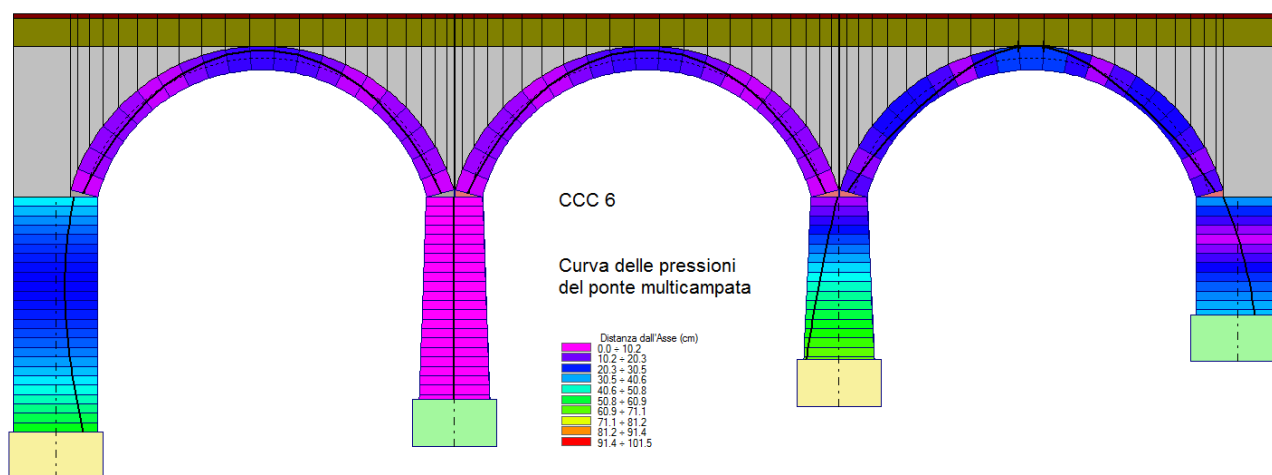 CCC 6
Curva delle pressioni
del ponte multicampata
Distanza dall'Asse (cm)
0.0 ÷ 10.2
10.2 ÷ 20.3
20.3 ÷ 30.5
30.5 ÷ 40.6
40.6 ÷ 50.8
50.8 ÷ 60.9
60.9 ÷ 71.1
71.1 ÷ 81.2
81.2 ÷ 91.4
91.4 ÷ 101.5